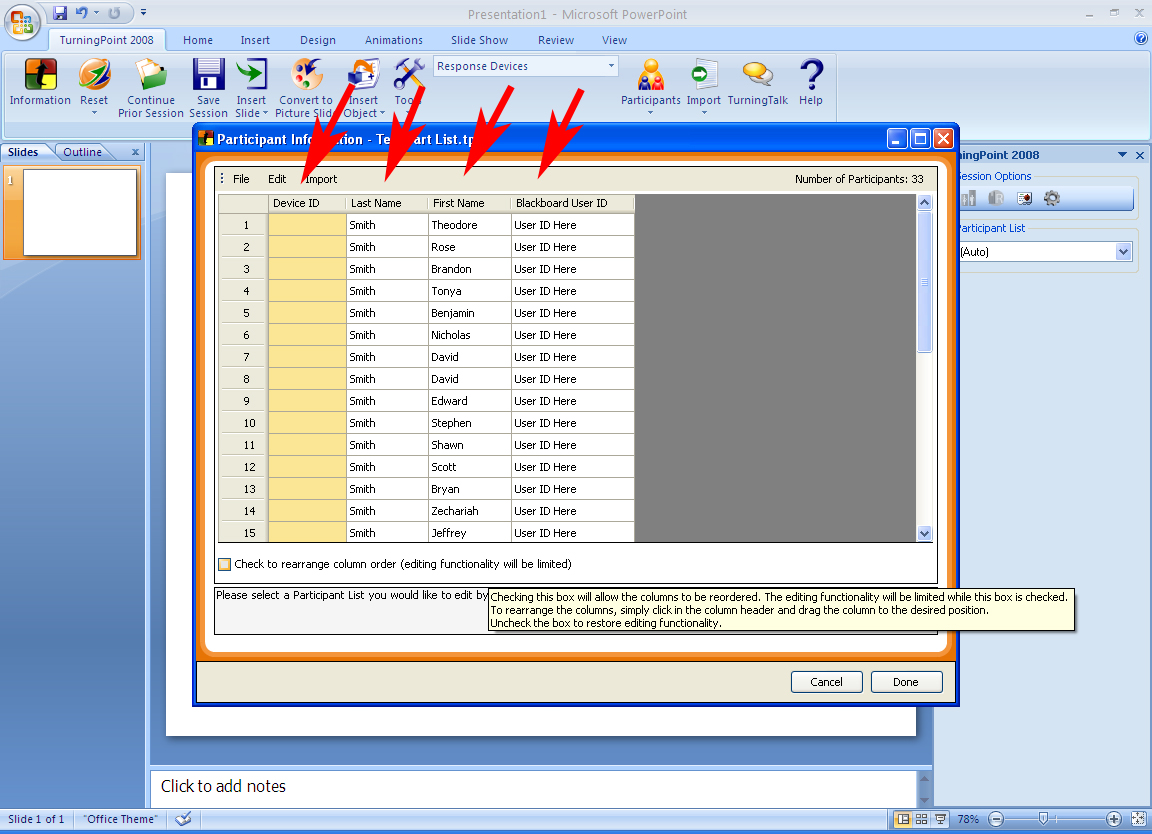 Presentation1 - Microsoft PowerPoint
TurningPoint 2008 Home Insert Design Animations Slide Show Review View
Response Devices
Information Reset Continue Prior Session Save Session Insert Slide Convert to Picture Slide Insert Object Tools Participants Import TurningTalk Help
Slides Outline x
1
Participant Information - Test Part List.tp
File Edit Import Number of Participants: 33
Device ID Last Name First Name Blackboard User ID
1 Smith Theodore User ID Here
2 Smith Rose User ID Here
3 Smith Brandon User ID Here
4 Smith Tonya User ID Here
5 Smith Benjamin User ID Here
6 Smith Nicholas User ID Here
7 Smith David User ID Here
8 Smith David User ID Here
9 Smith Edward User ID Here
10 Smith Stephen User ID Here
11 Smith Shawn User ID Here
12 Smith Scott User ID Here
13 Smith Bryan User ID Here
14 Smith Zechariah User ID Here
15 Smith Jeffrey User ID Here
Check to rearrange column order (editing functionality will be limited)
Please select a Participant List you would like to edit by
Checking this box will allow the columns to be reordered. The editing functionality will be limited while this box is checked.
To rearrange the columns, simply click in the column header and drag the column to the desired position.
Uncheck the box to restore editing functionality.
Cancel Done
ingPoint 2008
ession Options
articipant List
(Auto)
Click to add notes
Slide 1 of 1 "Office Theme" 78%